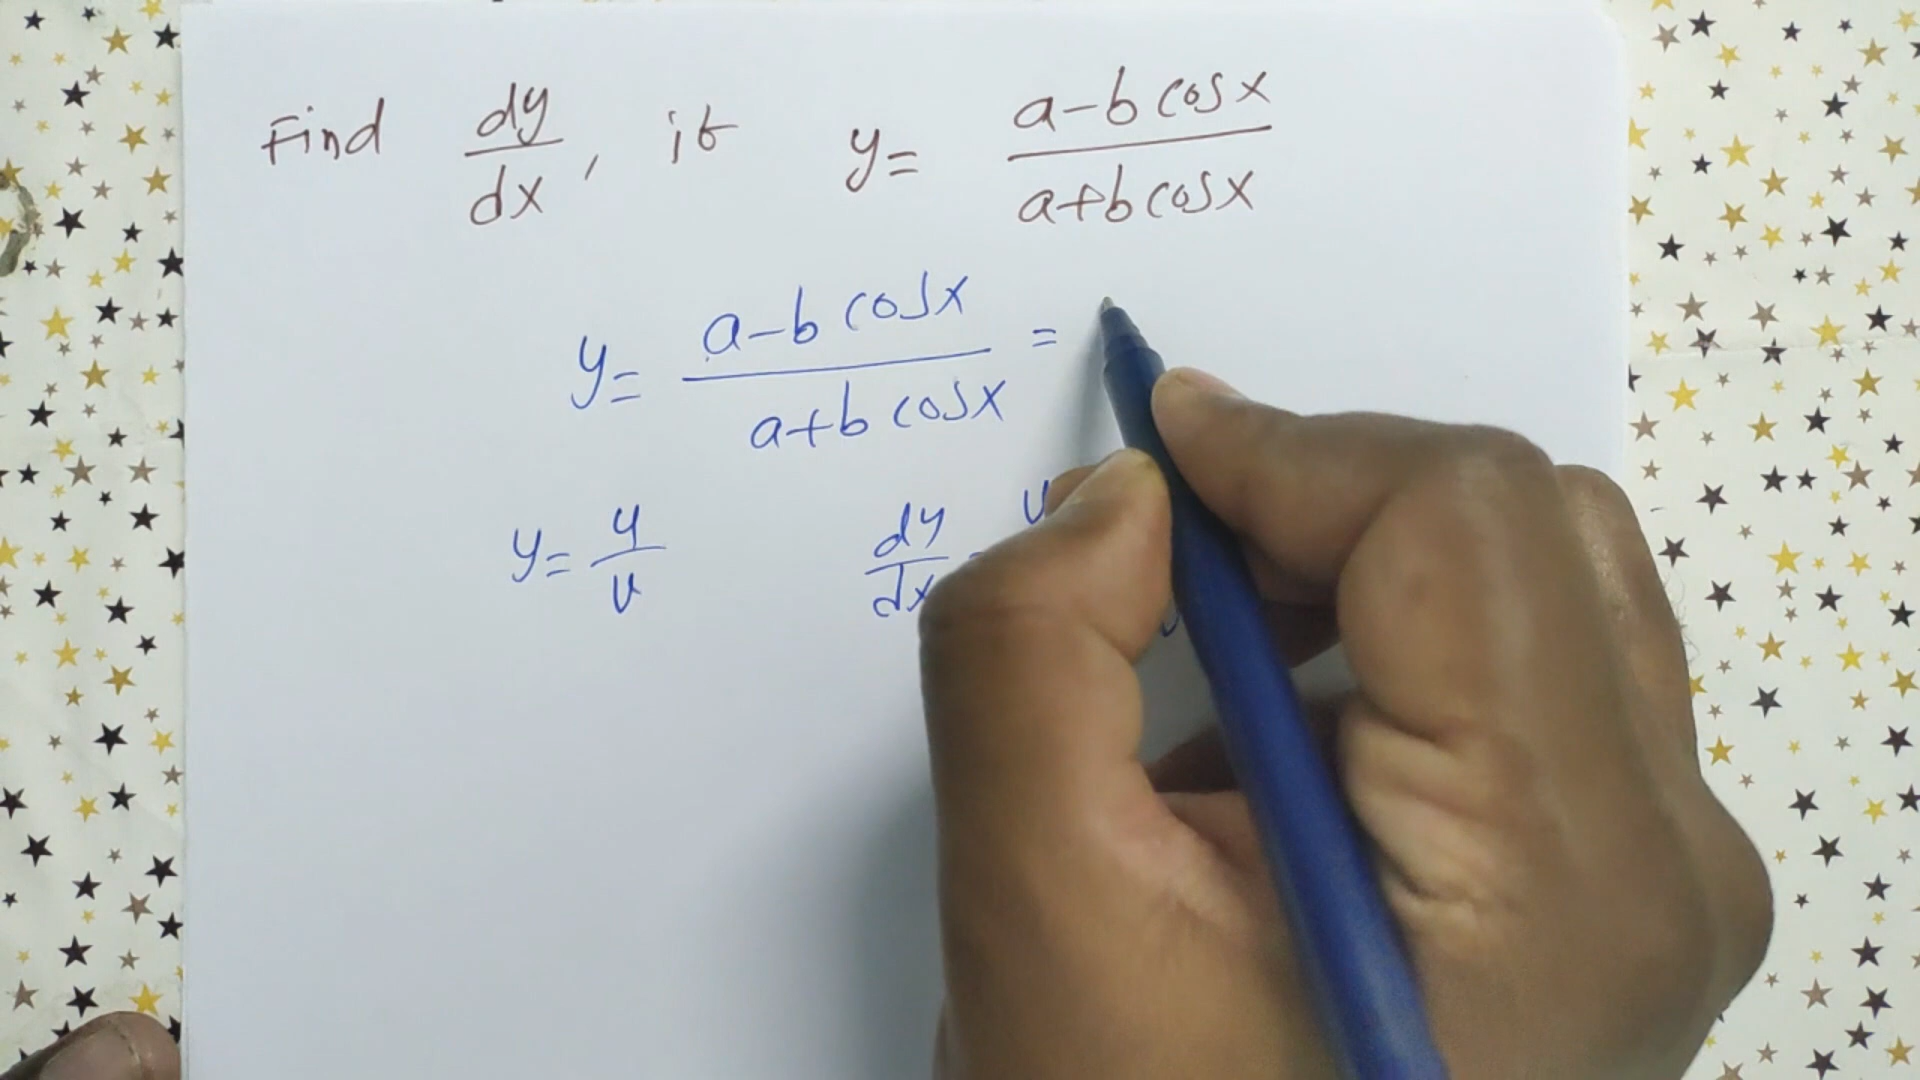 Find dy/dx, if y= a-b cosx / a+b cosx
y= a-b cosx / a+b cosx =
y= u/v dy/dx =